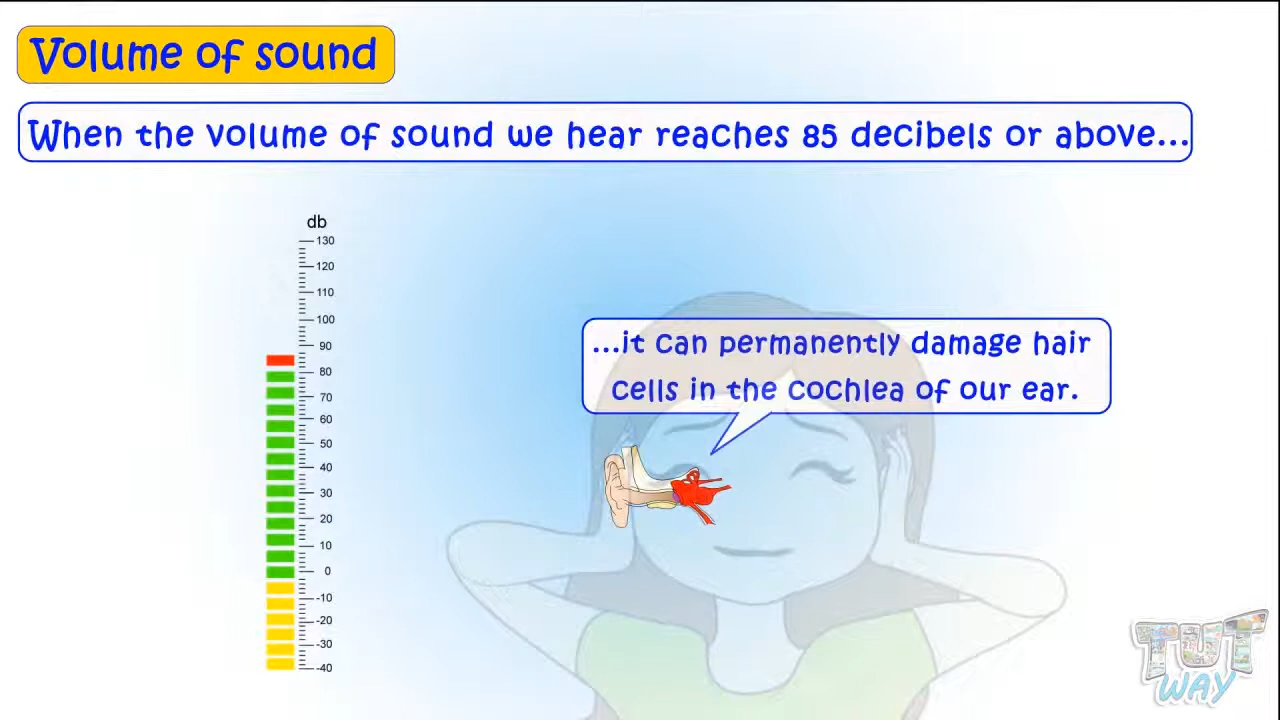 Volume of sound
When the volume of sound we hear reaches 85 decibels or above...
db
130
120
110
100
90
80
70
60
50
40
30
20
10
0
-10
-20
-30
-40
...it can permanently damage hair
cells in the cochlea of our ear.
TUT
WAY